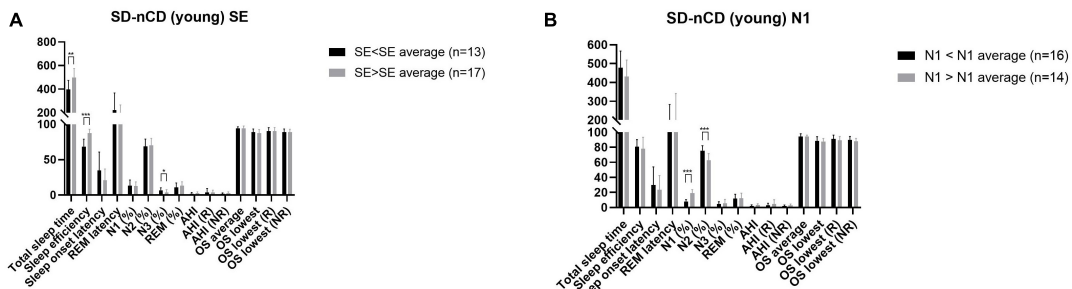 A
SD-nCD (young) SE
800
600
400
200
100
50
0
**
***
*
SE<SE average (n=13)
SE>SE average (n=17)
Total sleep time
Sleep efficiency
Sleep onset latency
REM latency
N1 (%)
N2 (%)
N3 (%)
REM (%)
AHI
AHI (R)
AHI (NR)
OS average
OS lowest
OS lowest (R)
OS lowest (NR)
B
SD-nCD (young) N1
600
500
400
300
200
100
80
60
40
20
0
***
***
N1 < N1 average (n=16)
N1 > N1 average (n=14)
Total sleep time
Sleep efficiency
ep onset latency
REM latency
N1 (%)
N2 (%)
N3 (%)
REM (%)
AHI
AHI (R)
AHI (NR)
OS average
OS lowest
OS lowest (R)
OS lowest (NR)